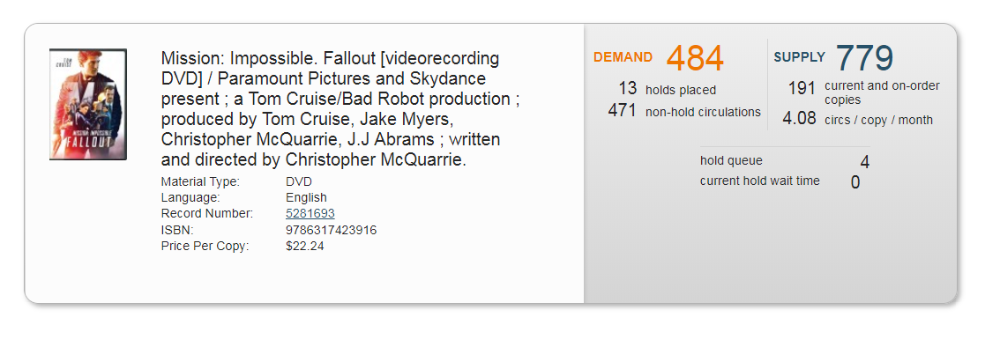 TOM
CRUISE
MISSION: IMPOSSIBLE
FALLOUT
Mission: Impossible. Fallout [videorecording
DVD] / Paramount Pictures and Skydance
present ; a Tom Cruise/Bad Robot production ;
produced by Tom Cruise, Jake Myers,
Christopher McQuarrie, J.J Abrams ; written
and directed by Christopher McQuarrie.
Material Type: DVD
Language: English
Record Number: 5281693
ISBN: 9786317423916
Price Per Copy: $22.24
DEMAND 484
13 holds placed
471 non-hold circulations
SUPPLY 779
191 current and on-order
copies
4.08 circs / copy / month
hold queue 4
current hold wait time 0